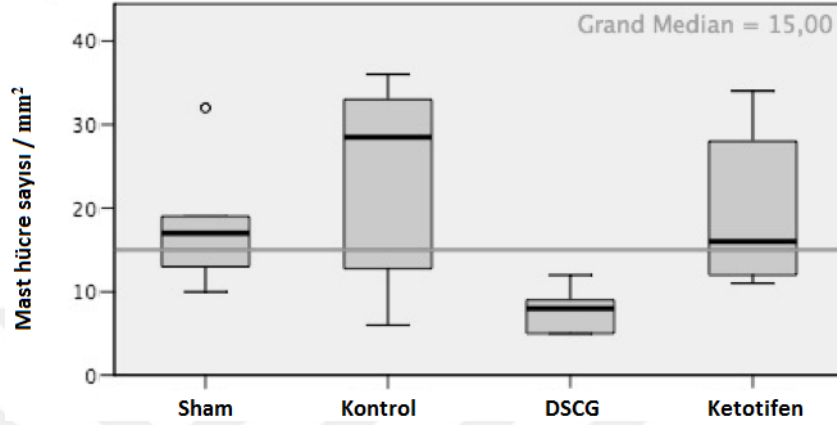 Grand Median = 15,00
Mast hücre sayısı / mm²
40
30
20
10
0
Sham Kontrol DSCG Ketotifen